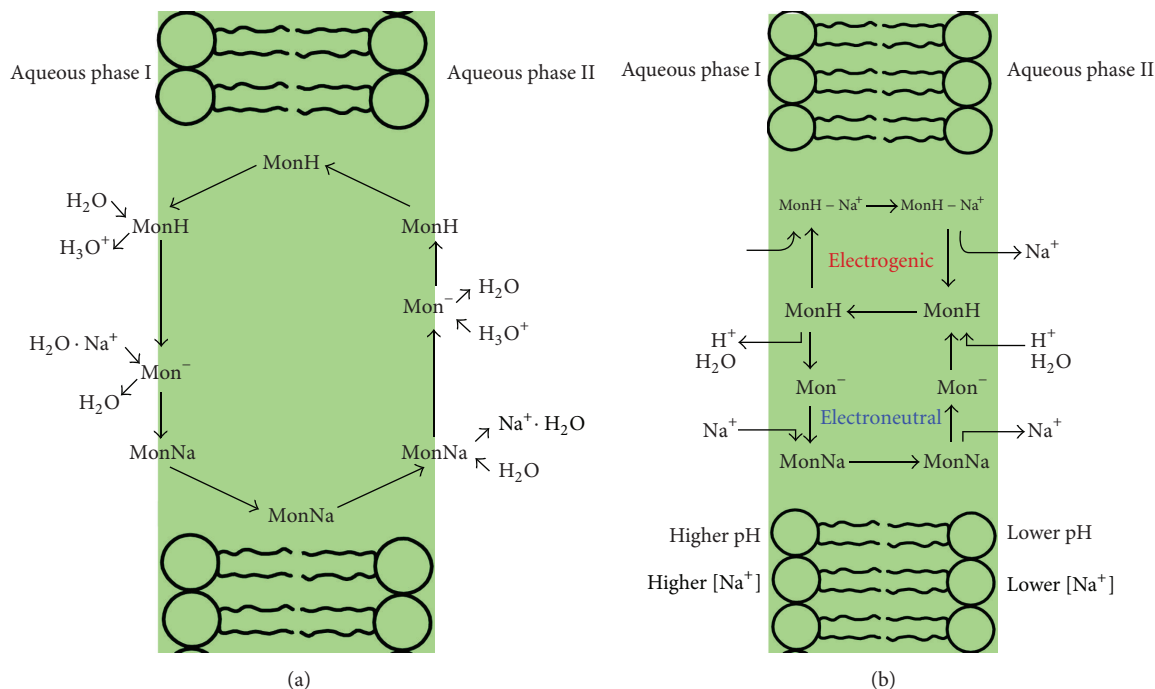 Aqueous phase I
Aqueous phase II
MonH
H₂O
MonH
H₃O⁺
MonH
Mon⁻
H₂O
H₃O⁺
H₂O · Na⁺
Mon⁻
H₂O
MonNa
MonNa
Na⁺ · H₂O
H₂O
MonNa
(a)
Aqueous phase I
Aqueous phase II
MonH – Na⁺
MonH – Na⁺
Na⁺
Electrogenic
MonH
MonH
H⁺
H₂O
H⁺
H₂O
Mon⁻
Mon⁻
Electroneutral
Na⁺
Na⁺
MonNa
MonNa
Higher pH
Lower pH
Higher [Na⁺]
Lower [Na⁺]
(b)